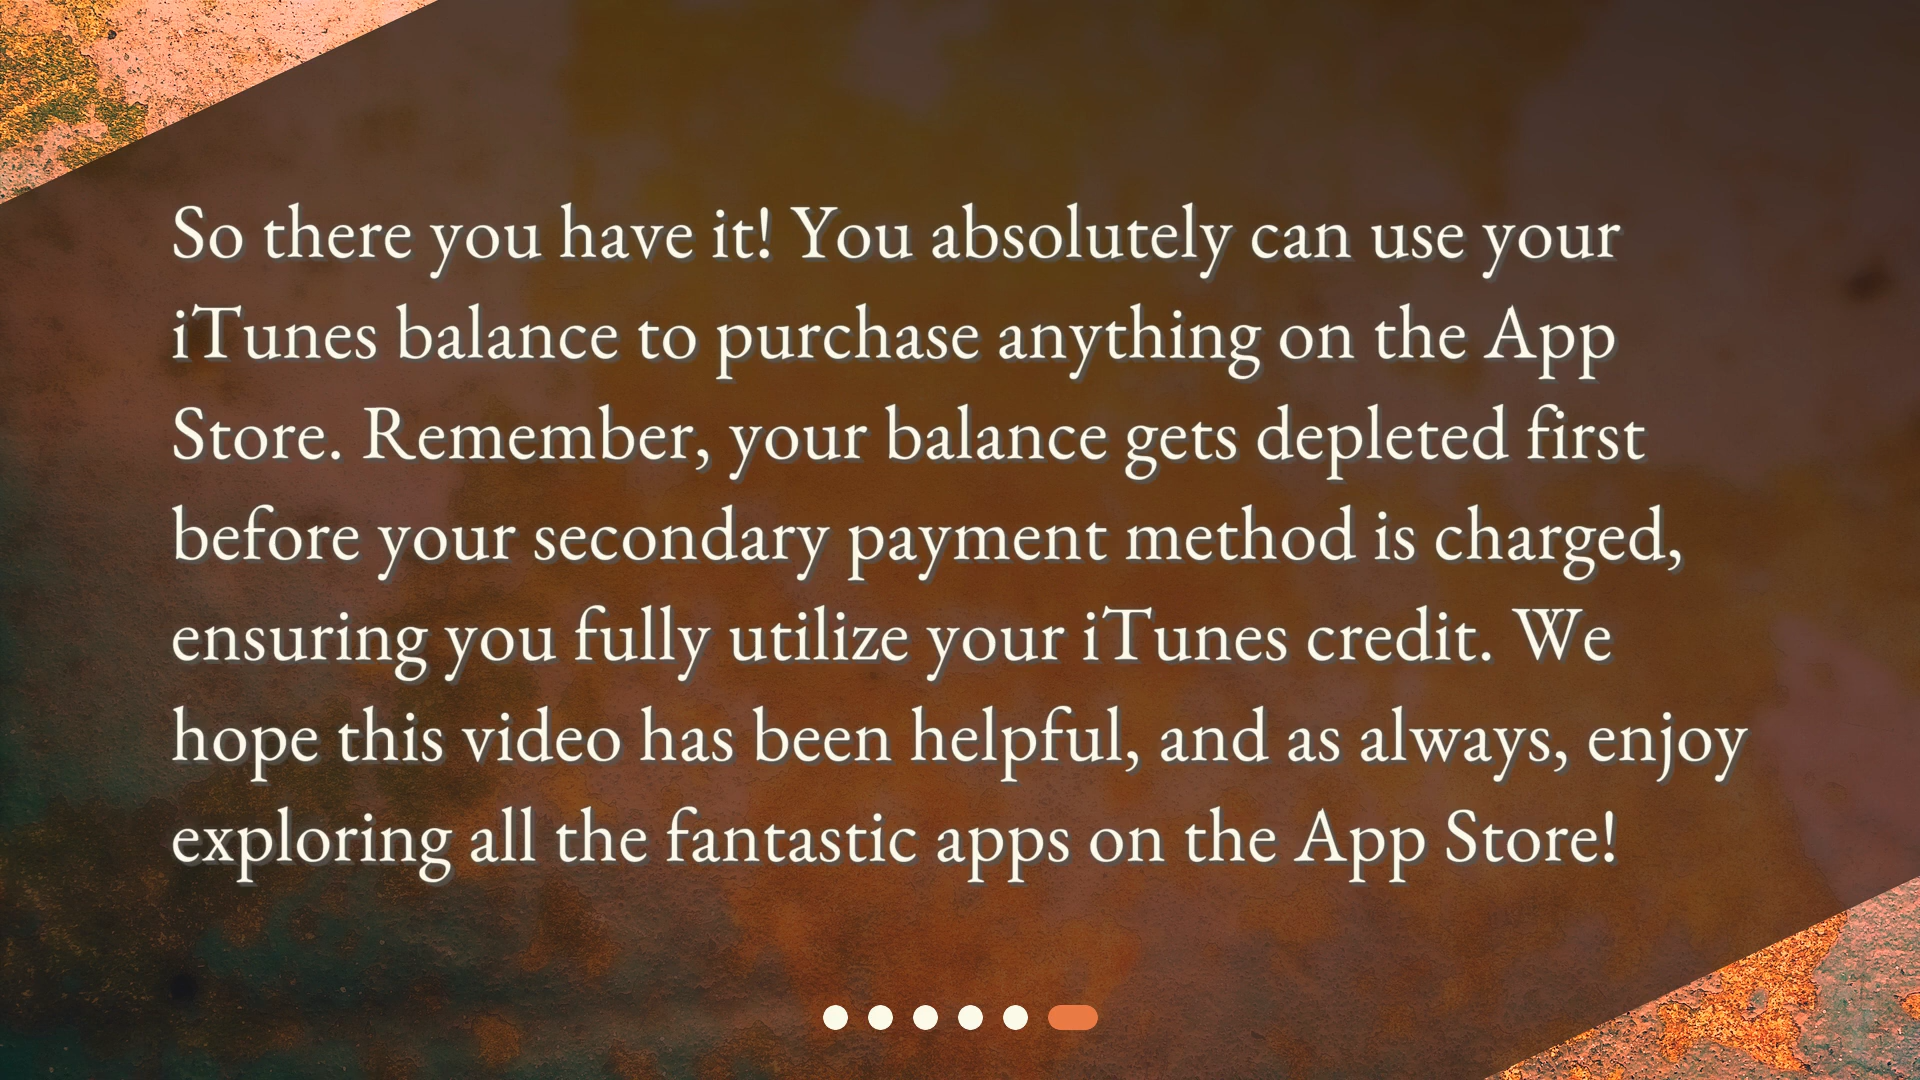 So there you have it! You absolutely can use your
iTunes balance to purchase anything on the App
Store. Remember, your balance gets depleted first
before your secondary payment method is charged,
ensuring you fully utilize your iTunes credit. We
hope this video has been helpful, and as always, enjoy
exploring all the fantastic apps on the App Store!